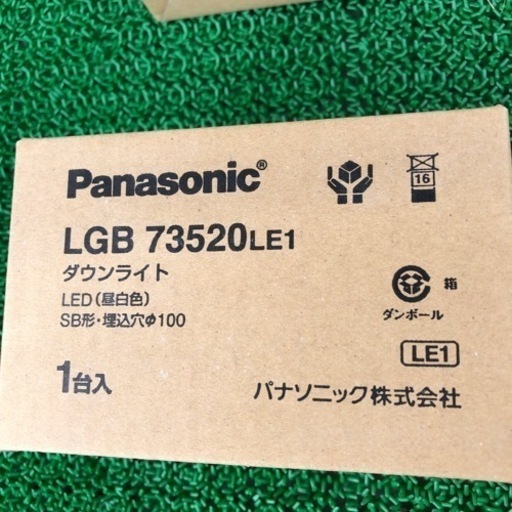 Panasonic®
16
LGB 73520LE1
ダウンライト
LED(昼白色)
SB形・埋込穴φ100
箱
ダンボール
LE1
1台入
パナソニック株式会社